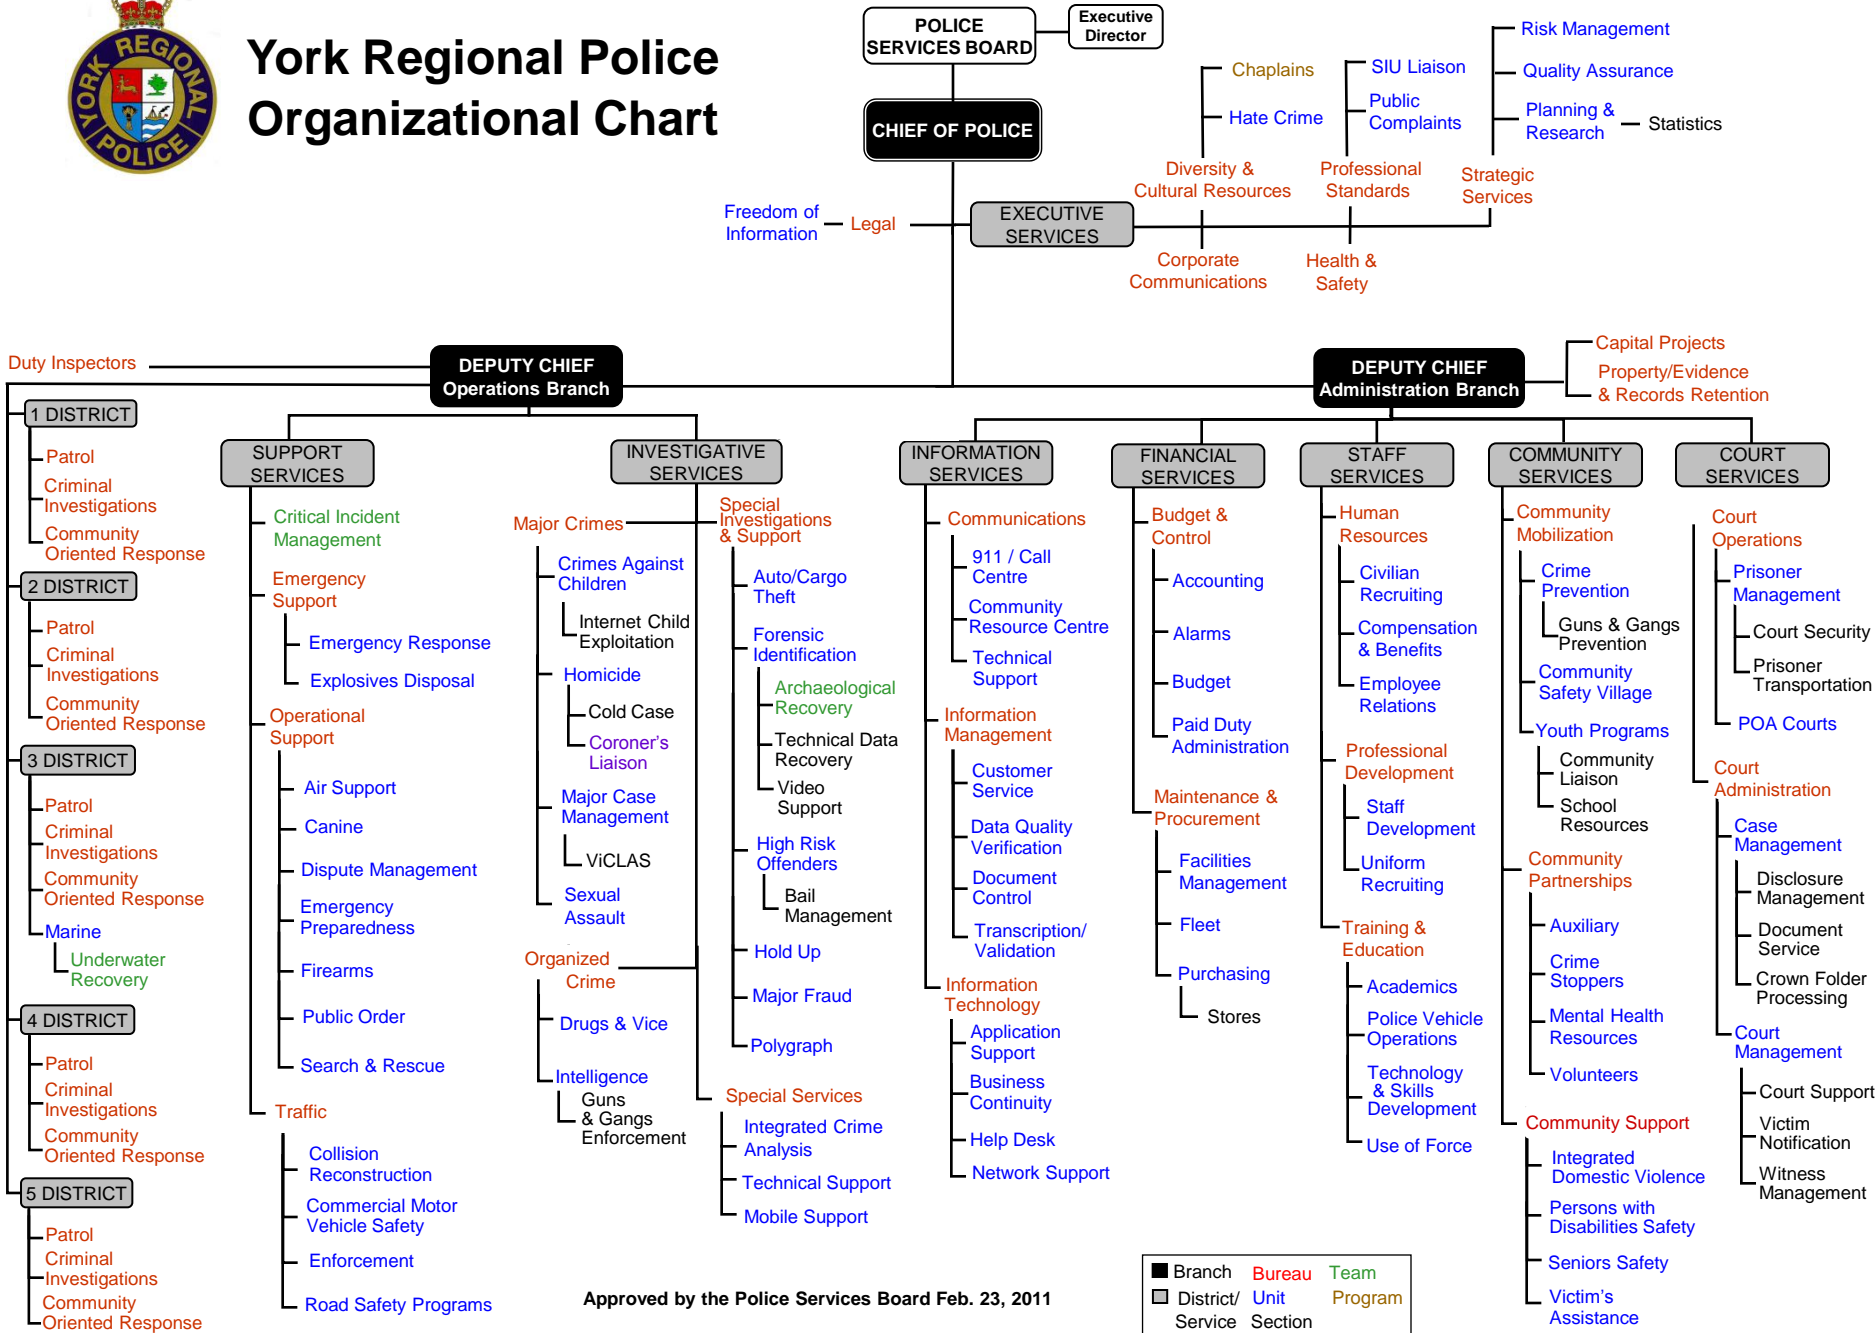 YORK REGIONAL POLICE
York Regional Police
Organizational Chart
POLICE
SERVICES BOARD
Executive
Director
CHIEF OF POLICE
Chaplains
Hate Crime
Diversity &
Cultural Resources
SIU Liaison
Public
Complaints
Professional
Standards
Risk Management
Quality Assurance
Planning &
Research
Statistics
Strategic
Services
Freedom of
Information
Legal
EXECUTIVE
SERVICES
Corporate
Communications
Health &
Safety
Duty Inspectors
DEPUTY CHIEF
Operations Branch
DEPUTY CHIEF
Administration Branch
Capital Projects
Property/Evidence
& Records Retention
1 DISTRICT
Patrol
Criminal
Investigations
Community
Oriented Response
2 DISTRICT
Patrol
Criminal
Investigations
Community
Oriented Response
3 DISTRICT
Patrol
Criminal
Investigations
Community
Oriented Response
Marine
Underwater
Recovery
4 DISTRICT
Patrol
Criminal
Investigations
Community
Oriented Response
5 DISTRICT
Patrol
Criminal
Investigations
Community
Oriented Response
SUPPORT
SERVICES
Critical Incident
Management
Emergency
Support
Emergency Response
Explosives Disposal
Operational
Support
Air Support
Canine
Dispute Management
Emergency
Preparedness
Firearms
Public Order
Search & Rescue
Traffic
Collision
Reconstruction
Commercial Motor
Vehicle Safety
Enforcement
Road Safety Programs
INVESTIGATIVE
SERVICES
Major Crimes
Crimes Against
Children
Internet Child
Exploitation
Homicide
Cold Case
Coroner's
Liaison
Major Case
Management
ViCLAS
Sexual
Assault
Organized
Crime
Drugs & Vice
Intelligence
Guns
& Gangs
Enforcement
Special
Investigations
& Support
Auto/Cargo
Theft
Forensic
Identification
Archaeological
Recovery
Technical Data
Recovery
Video
Support
High Risk
Offenders
Bail
Management
Hold Up
Major Fraud
Polygraph
Special Services
Integrated Crime
Analysis
Technical Support
Mobile Support
INFORMATION
SERVICES
Communications
911 / Call
Centre
Community
Resource Centre
Technical
Support
Information
Management
Customer
Service
Data Quality
Verification
Document
Control
Transcription/
Validation
Information
Technology
Application
Support
Business
Continuity
Help Desk
Network Support
FINANCIAL
SERVICES
Budget &
Control
Accounting
Alarms
Budget
Paid Duty
Administration
Maintenance &
Procurement
Facilities
Management
Fleet
Purchasing
Stores
STAFF
SERVICES
Human
Resources
Civilian
Recruiting
Compensation
& Benefits
Employee
Relations
Professional
Development
Staff
Development
Uniform
Recruiting
Training &
Education
Academics
Police Vehicle
Operations
Technology
& Skills
Development
Use of Force
COMMUNITY
SERVICES
Community
Mobilization
Crime
Prevention
Guns & Gangs
Prevention
Community
Safety Village
Youth Programs
Community
Liaison
School
Resources
Community
Partnerships
Auxiliary
Crime
Stoppers
Mental Health
Resources
Volunteers
Community Support
Integrated
Domestic Violence
Persons with
Disabilities Safety
Seniors Safety
Victim's
Assistance
COURT
SERVICES
Court
Operations
Prisoner
Management
Court Security
Prisoner
Transportation
POA Courts
Court
Administration
Case
Management
Disclosure
Management
Document
Service
Crown Folder
Processing
Court
Management
Court Support
Victim
Notification
Witness
Management
Approved by the Police Services Board Feb. 23, 2011
Branch Bureau Team
District/ Unit Program
Service Section